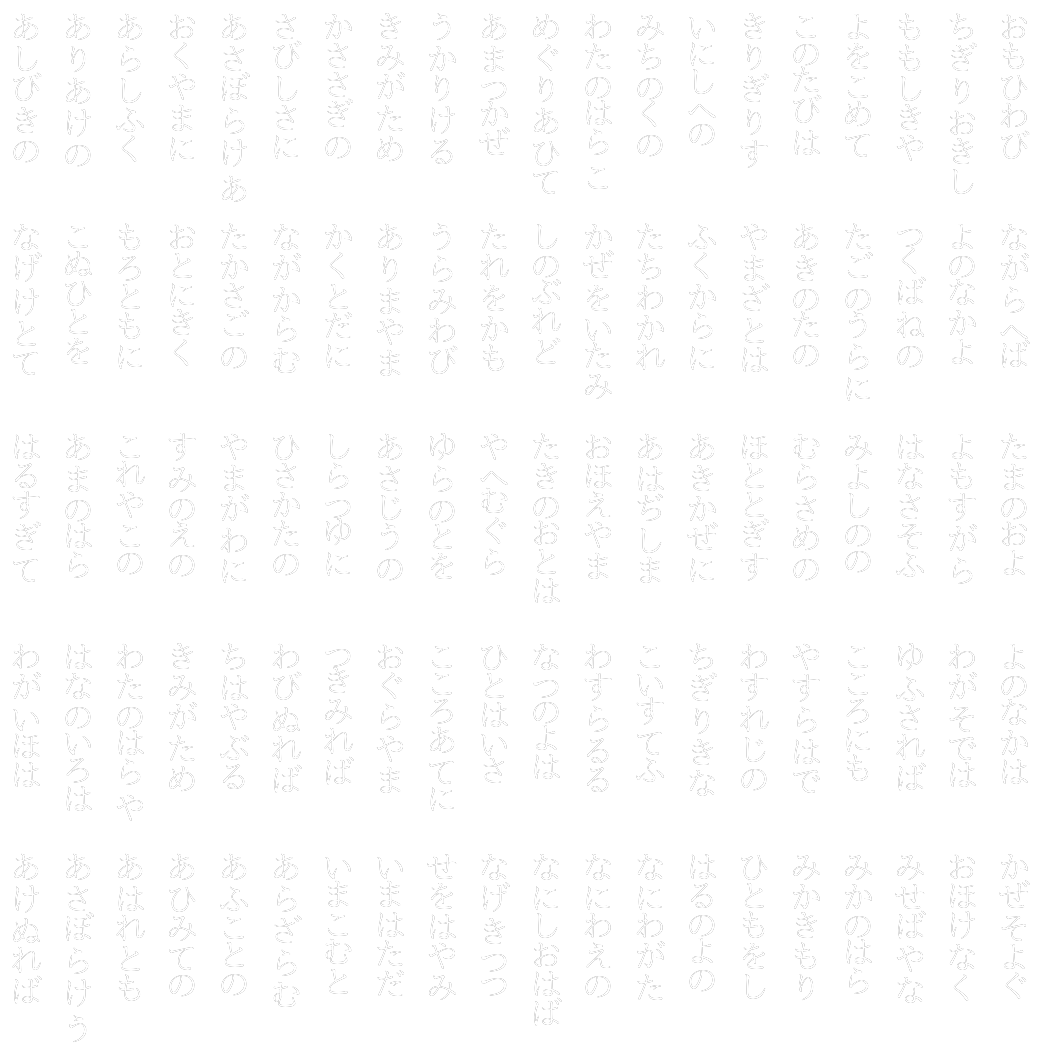 おもひわび
ちぎりおきし
ももしきや
よをこめて
このたびは
きりぎりす
いにしへの
みちのくの
わたのはらこ
めぐりあひて
あまつかぜ
うかりける
きみがため
かささぎの
さびしさに
あさぼらけあ
おくやまに
あらしふく
ありあけの
あしびきの
ながらへば
よのなかよ
つくばねの
たごのうらに
あきのたの
やまざとは
ふくからに
たちわかれ
かぜをいたみ
しのぶれど
たれをかも
うらみわび
ありまやま
かくとだに
ながからむ
たかさごの
おとにきく
もろともに
こぬひとを
なげけとて
たまのおよ
よもすがら
はなさそふ
みよしのの
むらさめの
ほととぎす
あきかぜに
あはぢしま
おほえやま
たきのおとは
やへむぐら
ゆらのとを
あさじうの
しらつゆに
ひさかたの
やまがわに
すみのえの
これやこの
あまのはら
はるすぎて
よのなかは
わがそでは
ゆふされば
こころにも
やすらはで
わすれじの
ちぎりきな
こいすてふ
わすらるる
なつのよは
ひとはいさ
こころあてに
おぐらやま
つきみれば
わびぬれば
ちはやぶる
きみがため
わたのはらや
はなのいろは
わがいほは
かぜそよぐ
おほけなく
みせばやな
みかのはら
みかきもり
ひともをし
はるのよの
なにわがた
なにわえの
なにしおはば
なげきつつ
せをはやみ
いまはただ
いまこむと
あらざらむ
あふことの
あひみての
あはれとも
あさぼらけう
あけぬれば